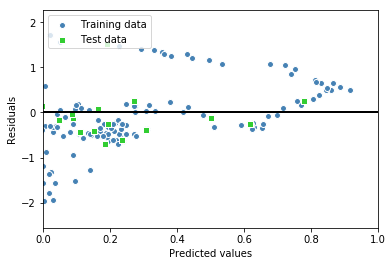 2
1
0
-1
-2
Residuals
Training data
Test data
0.0
0.2
0.4
0.6
0.8
1.0
Predicted values